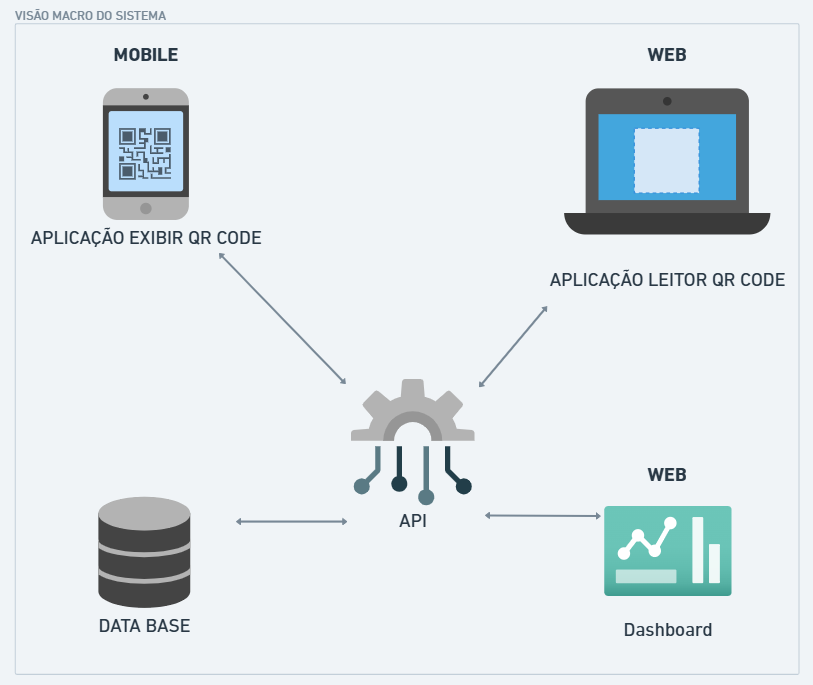 VISÃO MACRO DO SISTEMA
MOBILE
WEB
APLICAÇÃO EXIBIR QR CODE
APLICAÇÃO LEITOR QR CODE
API
WEB
DATA BASE
Dashboard